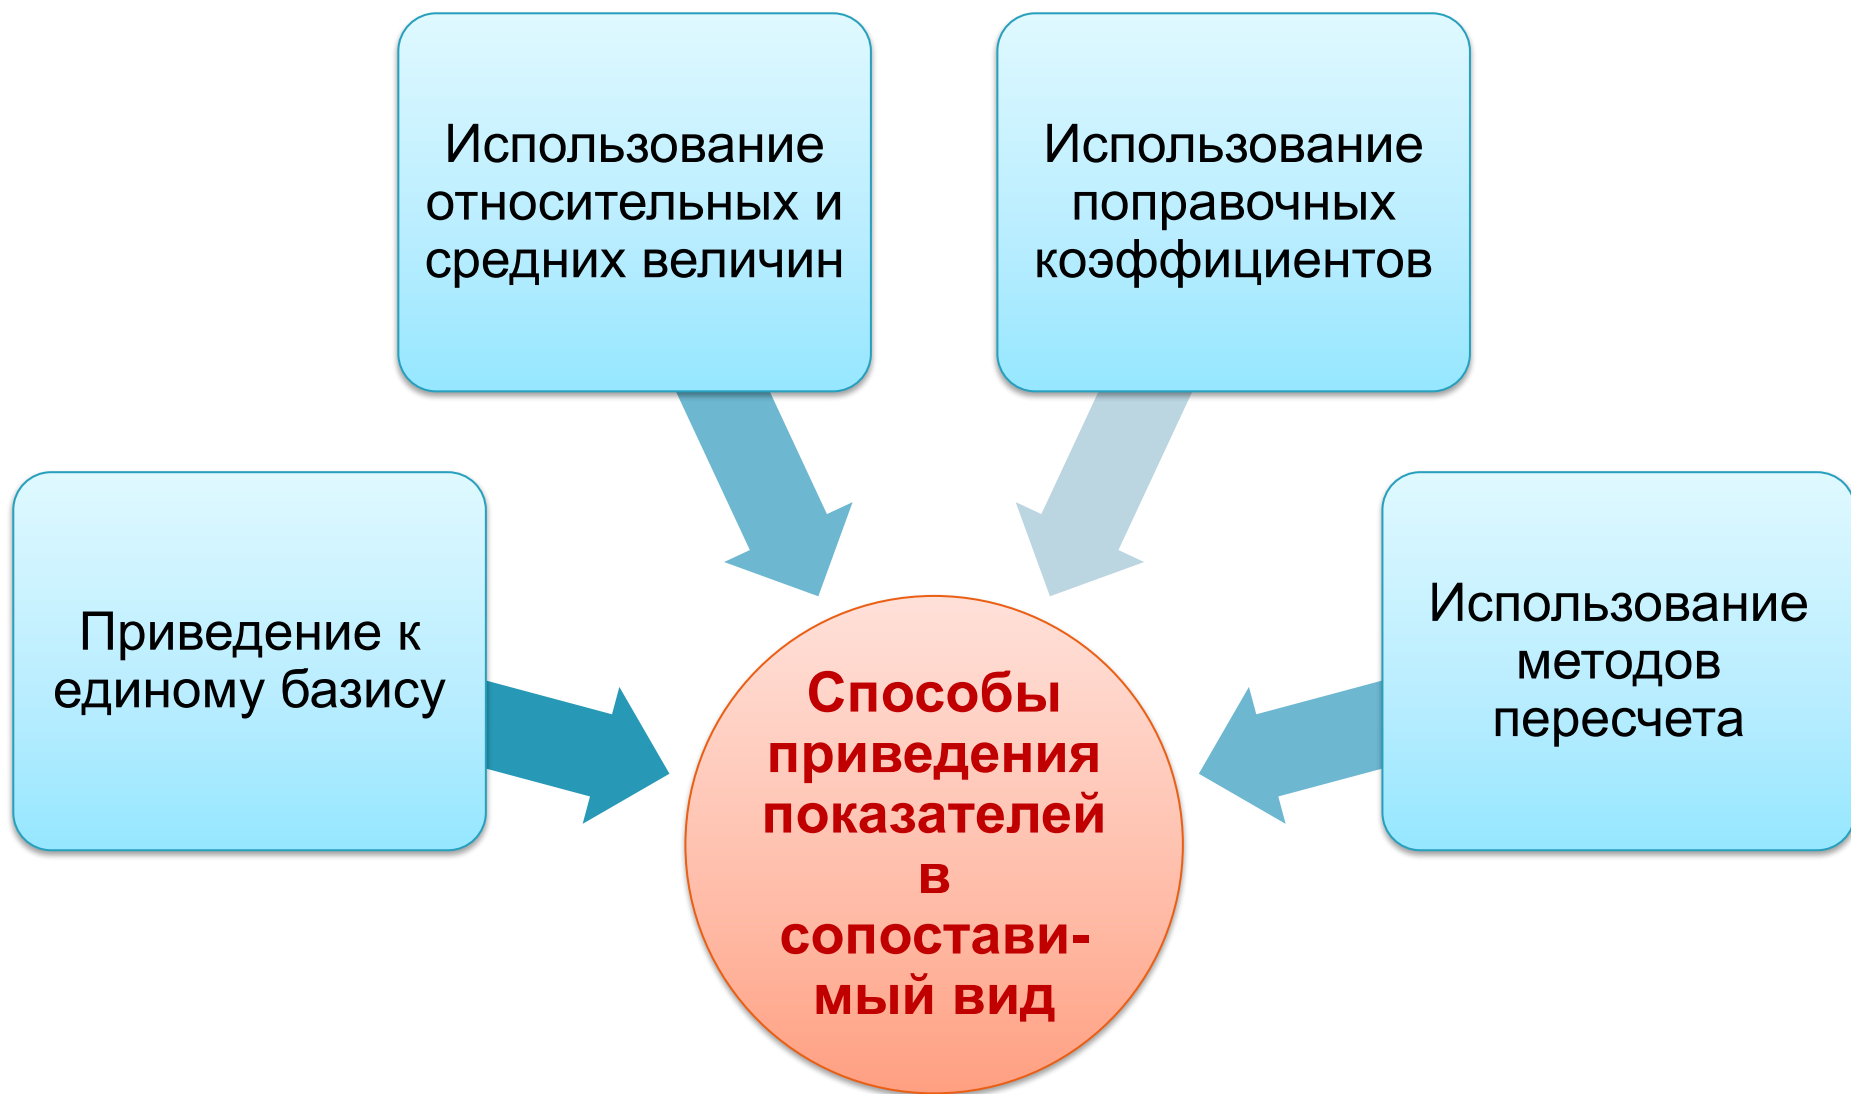 Использование
относительных и
средних величин
Использование
поправочных
коэффициентов
Приведение к
единому базису
Использование
методов
пересчета
Способы
приведения
показателей
в
сопостави-
мый вид